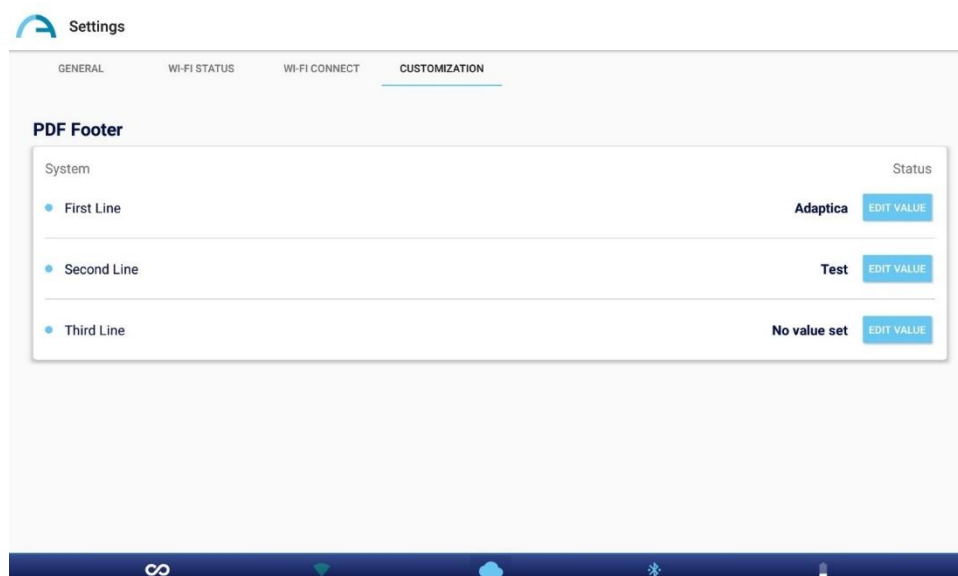 Settings
GENERAL WI-FI STATUS WI-FI CONNECT CUSTOMIZATION
PDF Footer
System Status
First Line Adaptica EDIT VALUE
Second Line Test EDIT VALUE
Third Line No value set EDIT VALUE